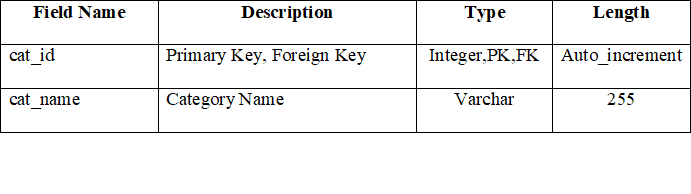 Field Name Description Type Length
cat_id Primary Key, Foreign Key Integer,PK,FK Auto_increment
cat_name Category Name Varchar 255